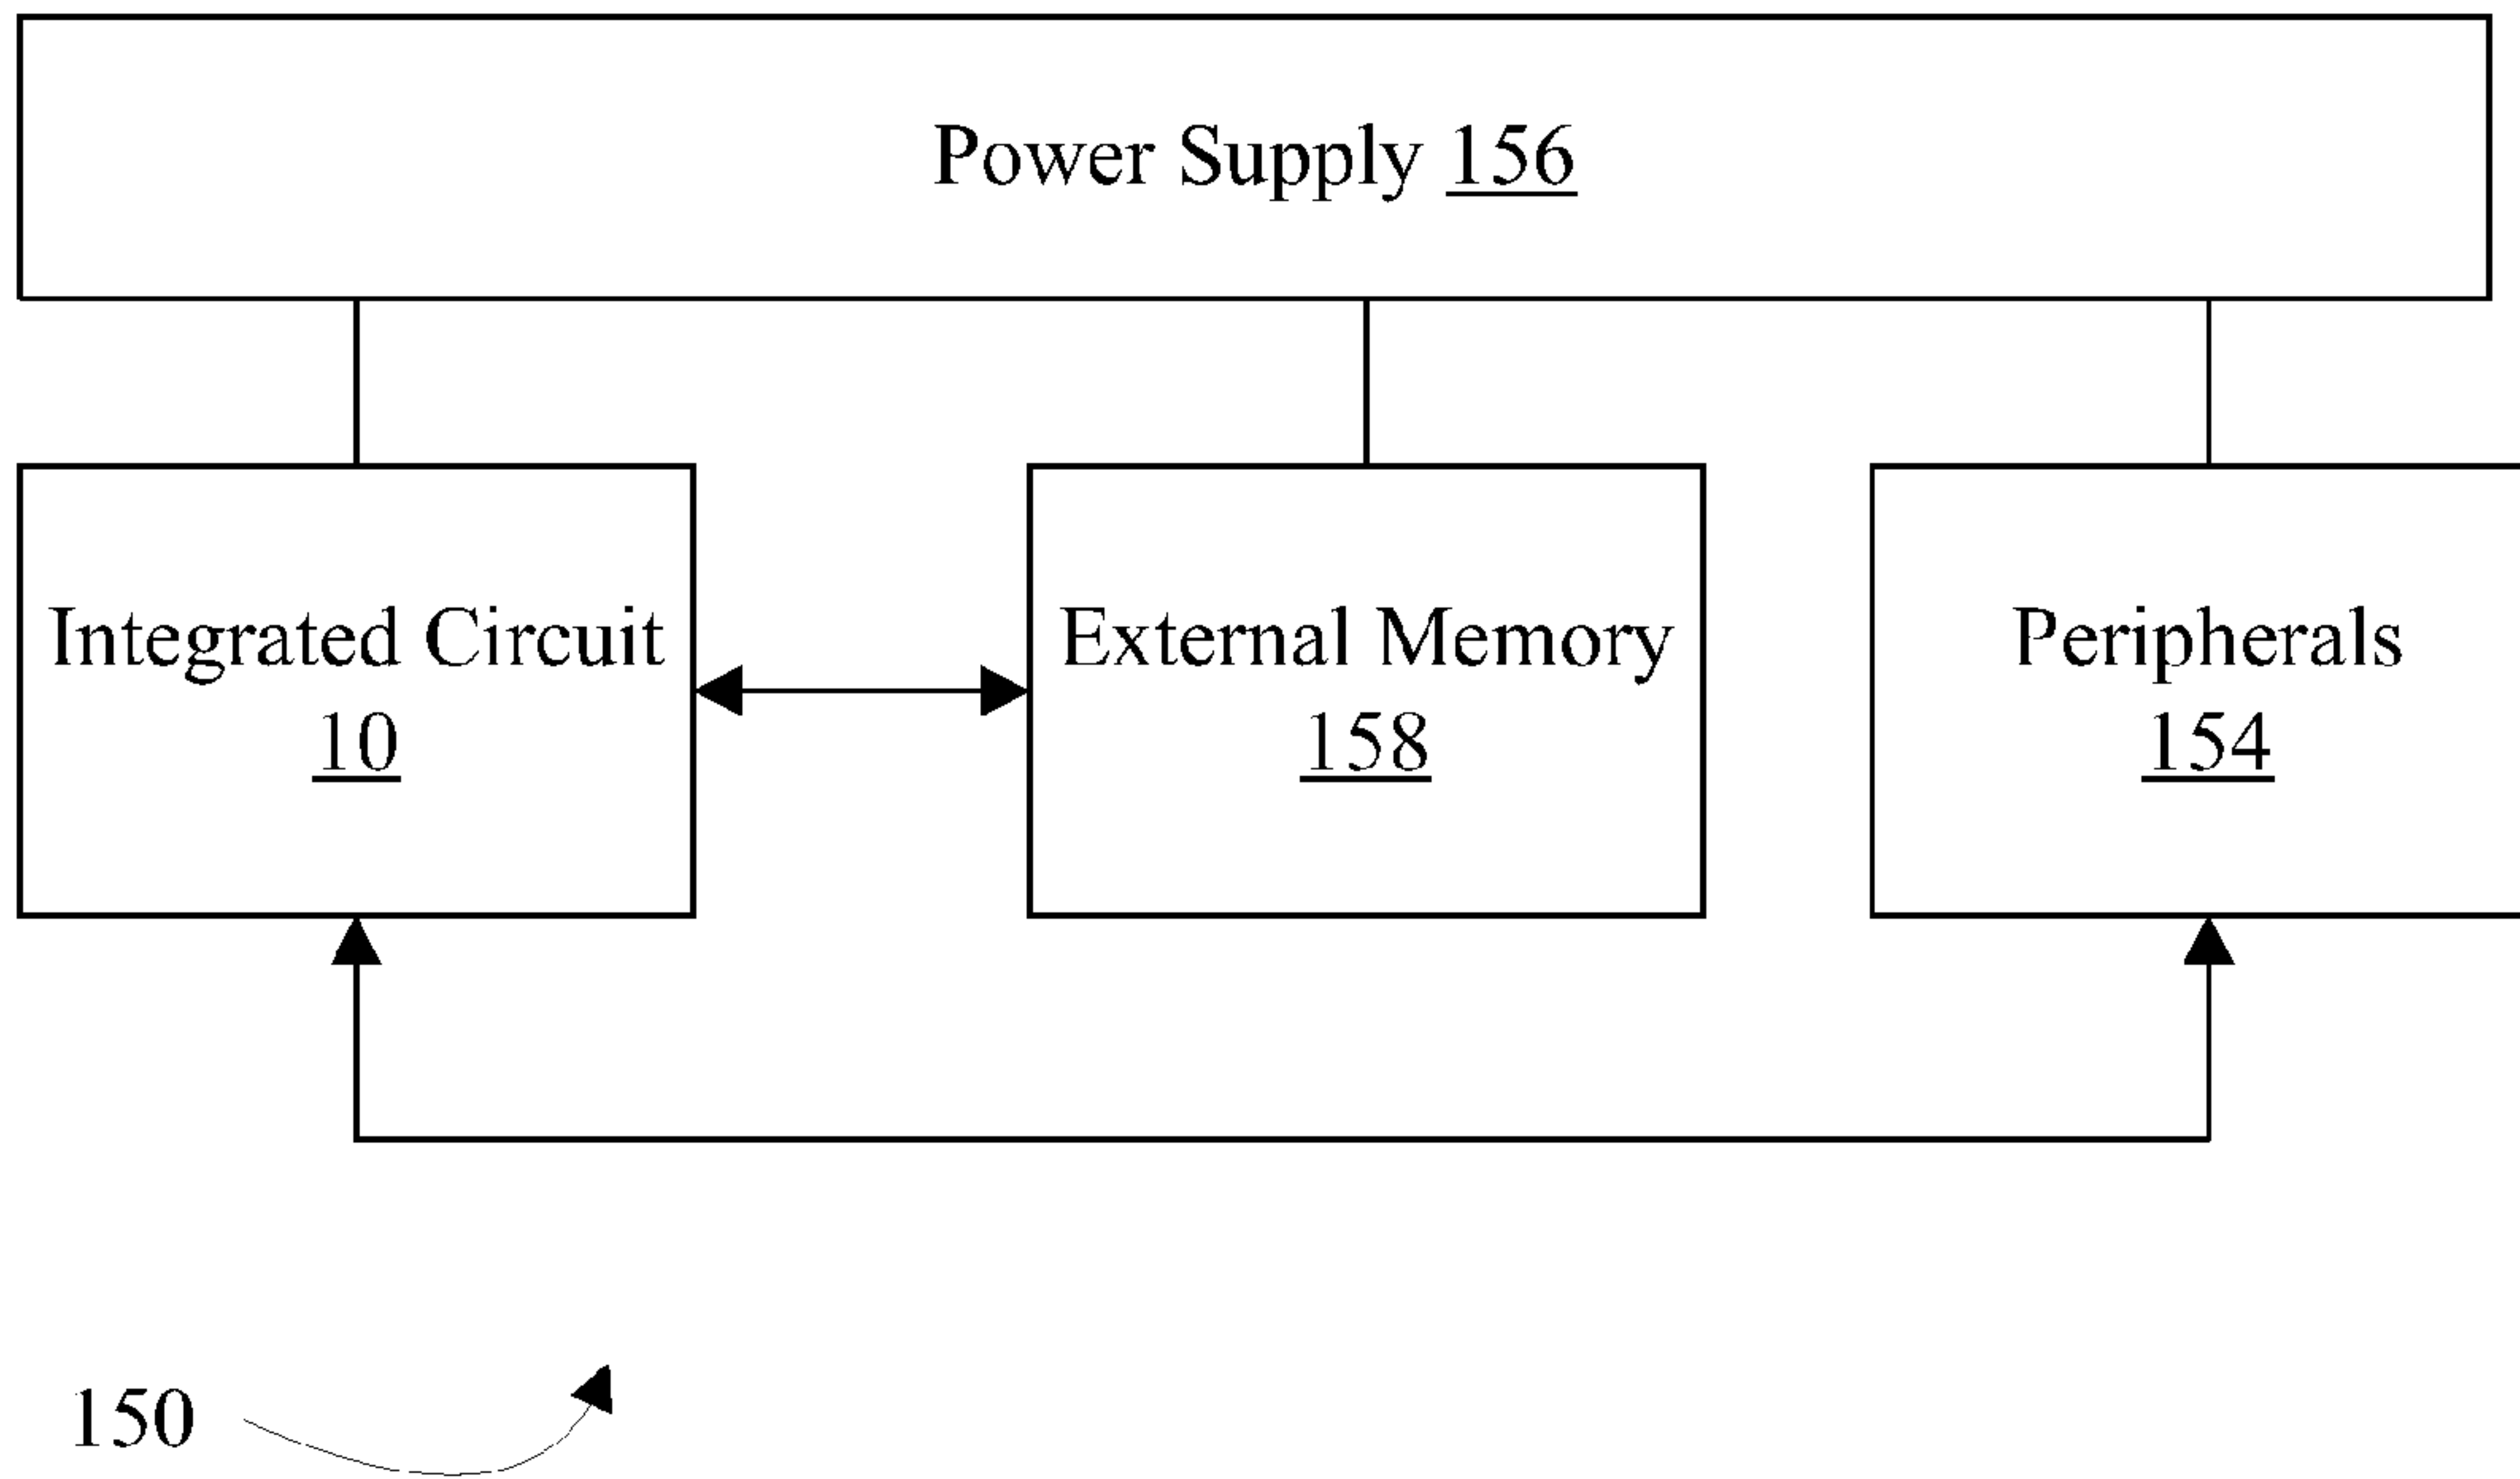 Power Supply 156
Integrated Circuit
10
External Memory
158
Peripherals
154
150